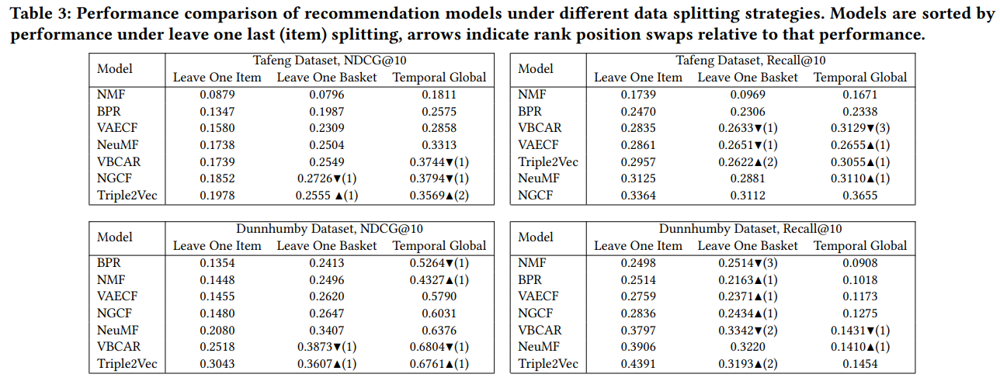 Table 3: Performance comparison of recommendation models under different data splitting strategies. Models are sorted by
performance under leave one last (item) splitting, arrows indicate rank position swaps relative to that performance.
Model Tafeng Dataset, NDCG@10
Leave One Item Leave One Basket Temporal Global
NMF 0.0879 0.0796 0.1811
BPR 0.1347 0.1987 0.2575
VAECF 0.1580 0.2309 0.2858
NeuMF 0.1738 0.2504 0.3313
VBCAR 0.1739 0.2549 0.3744▼(1)
NGCF 0.1852 0.2726▼(1) 0.3794▼(1)
Triple2Vec 0.1978 0.2555 ▲(1) 0.3569▲(2)
Model Tafeng Dataset, Recall@10
Leave One Item Leave One Basket Temporal Global
NMF 0.1739 0.0969 0.1671
BPR 0.2470 0.2306 0.2338
VBCAR 0.2835 0.2633▼(1) 0.3129▼(3)
VAECF 0.2861 0.2651▼(1) 0.2655▲(1)
Triple2Vec 0.2957 0.2622▲(2) 0.3055▲(1)
NeuMF 0.3125 0.2881 0.3110▲(1)
NGCF 0.3364 0.3112 0.3655
Model Dunnhumby Dataset, NDCG@10
Leave One Item Leave One Basket Temporal Global
BPR 0.1354 0.2413 0.5264▼(1)
NMF 0.1448 0.2496 0.4327▲(1)
VAECF 0.1455 0.2620 0.5790
NGCF 0.1480 0.2647 0.6031
NeuMF 0.2080 0.3407 0.6376
VBCAR 0.2518 0.3873▼(1) 0.6804▼(1)
Triple2Vec 0.3043 0.3607▲(1) 0.6761▲(1)
Model Dunnhumby Dataset, Recall@10
Leave One Item Leave One Basket Temporal Global
NMF 0.2498 0.2514▼(3) 0.0908
BPR 0.2514 0.2163▲(1) 0.1018
VAECF 0.2759 0.2371▲(1) 0.1173
NGCF 0.2836 0.2434▲(1) 0.1275
VBCAR 0.3797 0.3342▼(2) 0.1431▼(1)
NeuMF 0.3906 0.3220 0.1410▲(1)
Triple2Vec 0.4391 0.3193▲(2) 0.1454